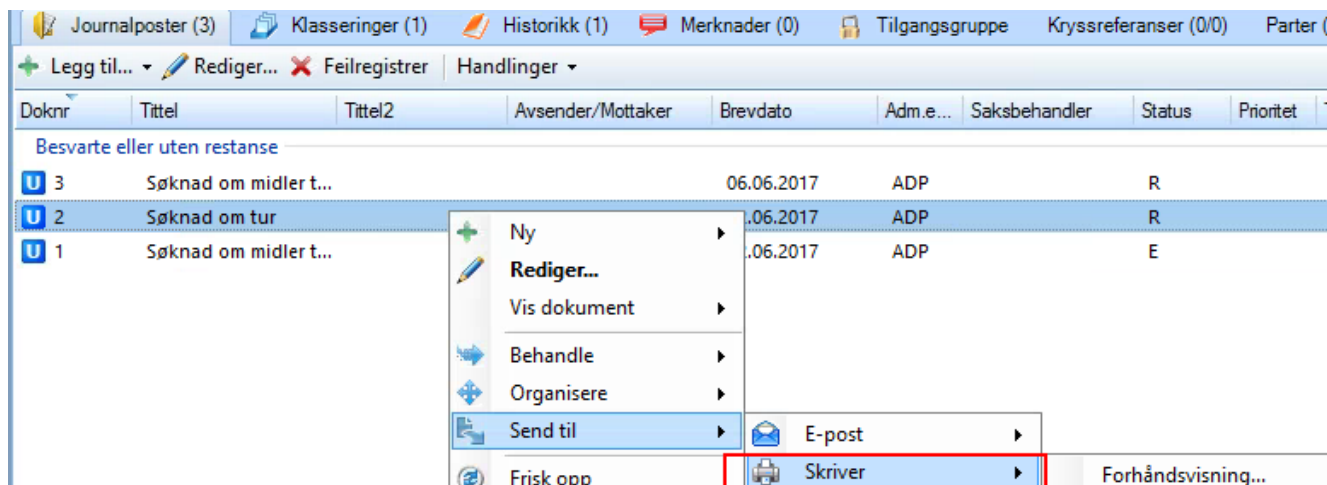 Journalposter (3) Klasseringer (1) Historikk (1) Merknader (0) Tilgangsgruppe Kryssreferanser (0/0) Parter (
Legg til... Rediger... Feilregistrer Handlinger
Doknr Tittel Tittel2 Avsender/Mottaker Brevdato Adm.e... Saksbehandler Status Prioritet
Besvarte eller uten restanse
U 3 Søknad om midler t... 06.06.2017 ADP R
U 2 Søknad om tur .06.2017 ADP R
U 1 Søknad om midler t... .06.2017 ADP E
Ny
Rediger...
Vis dokument
Behandle
Organisere
Send til E-post
Frisk opp Skriver Forhåndsvisning...